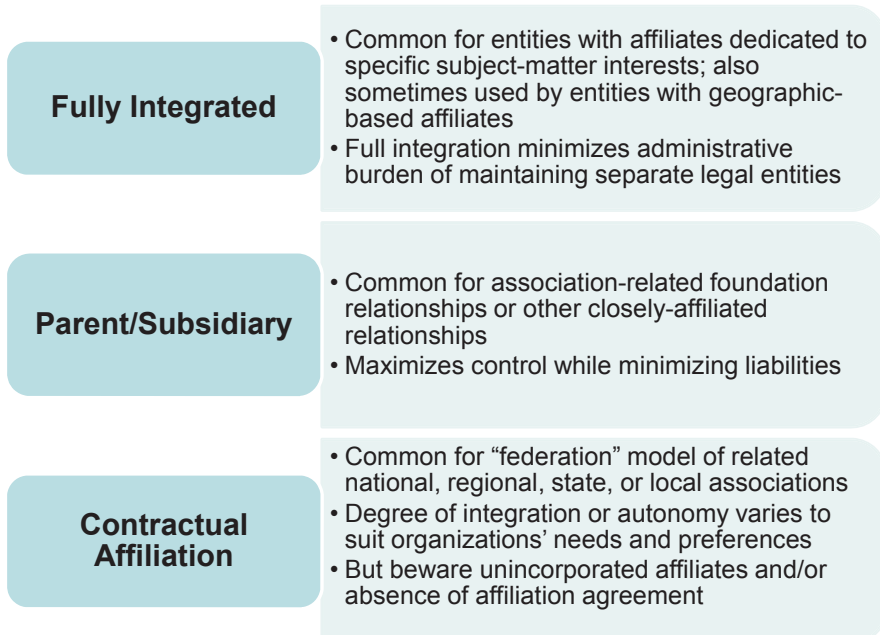 Fully Integrated
• Common for entities with affiliates dedicated to
specific subject-matter interests; also
sometimes used by entities with geographic-
based affiliates
• Full integration minimizes administrative
burden of maintaining separate legal entities
Parent/Subsidiary
• Common for association-related foundation
relationships or other closely-affiliated
relationships
• Maximizes control while minimizing liabilities
Contractual
Affiliation
• Common for “federation” model of related
national, regional, state, or local associations
• Degree of integration or autonomy varies to
suit organizations’ needs and preferences
• But beware unincorporated affiliates and/or
absence of affiliation agreement